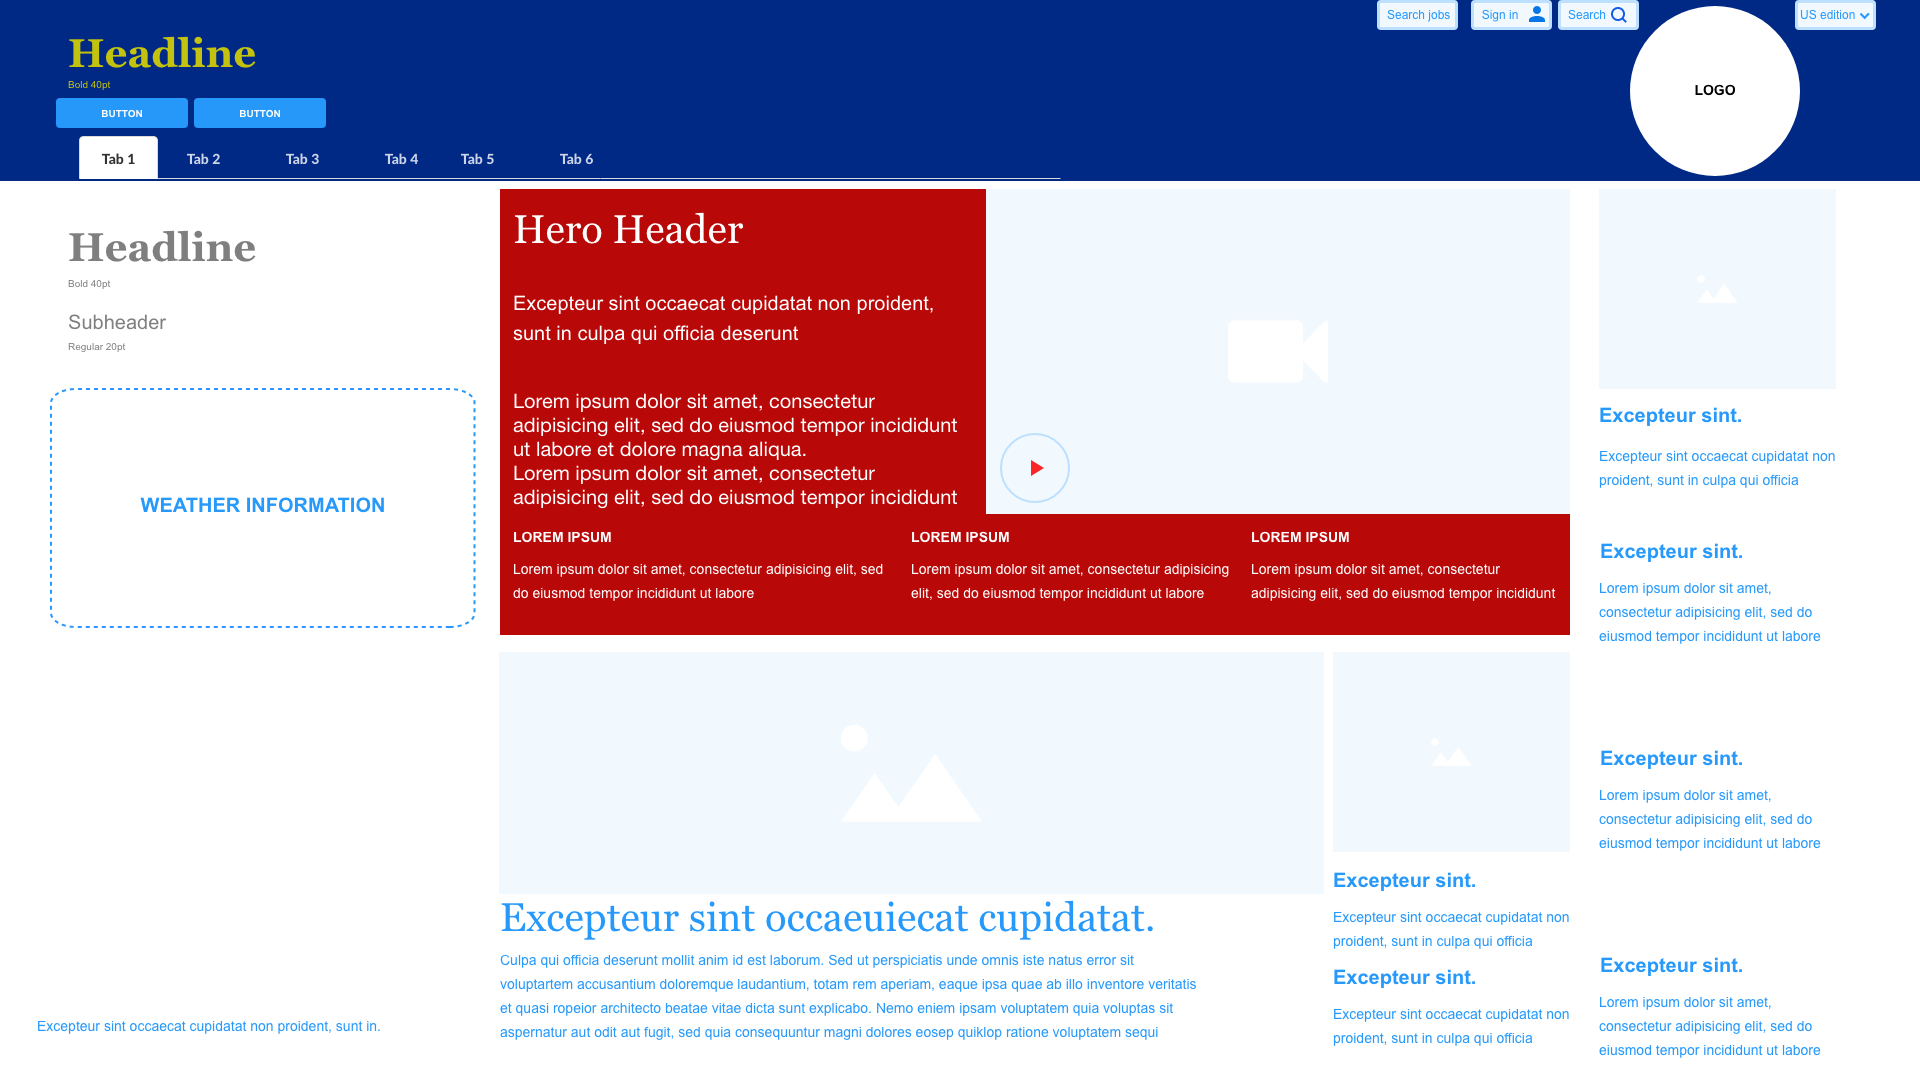 Search jobs
Sign in
Search
US edition
Headline
Bold 40pt
BUTTON
BUTTON
LOGO
Tab 1
Tab 2
Tab 3
Tab 4
Tab 5
Tab 6
Headline
Bold 40pt
Subheader
Regular 20pt
WEATHER INFORMATION
Excepteur sint occaecat cupidatat non proident, sunt in.
Hero Header
Excepteur sint occaecat cupidatat non proident,
sunt in culpa qui officia deserunt
Lorem ipsum dolor sit amet, consectetur
adipisicing elit, sed do eiusmod tempor incididunt
ut labore et dolore magna aliqua.
Lorem ipsum dolor sit amet, consectetur
adipisicing elit, sed do eiusmod tempor incididunt
LOREM IPSUM
Lorem ipsum dolor sit amet, consectetur adipisicing elit, sed
do eiusmod tempor incididunt ut labore
LOREM IPSUM
Lorem ipsum dolor sit amet, consectetur adipisicing
elit, sed do eiusmod tempor incididunt ut labore
LOREM IPSUM
Lorem ipsum dolor sit amet, consectetur
adipisicing elit, sed do eiusmod tempor incididunt
Excepteur sint occaeuiecat cupidatat.
Culpa qui officia deserunt mollit anim id est laborum. Sed ut perspiciatis unde omnis iste natus error sit
voluptartem accusantium doloremque laudantium, totam rem aperiam, eaque ipsa quae ab illo inventore veritatis
et quasi ropeior architecto beatae vitae dicta sunt explicabo. Nemo eniem ipsam voluptatem quia voluptas sit
aspernatur aut odit aut fugit, sed quia consequuntur magni dolores eosep quiklop ratione voluptatem sequi
Excepteur sint.
Excepteur sint occaecat cupidatat non
proident, sunt in culpa qui officia
Excepteur sint.
Excepteur sint occaecat cupidatat non
proident, sunt in culpa qui officia
Excepteur sint.
Excepteur sint occaecat cupidatat non
proident, sunt in culpa qui officia
Excepteur sint.
Lorem ipsum dolor sit amet,
consectetur adipisicing elit, sed do
eiusmod tempor incididunt ut labore
Excepteur sint.
Lorem ipsum dolor sit amet,
consectetur adipisicing elit, sed do
eiusmod tempor incididunt ut labore
Excepteur sint.
Lorem ipsum dolor sit amet,
consectetur adipisicing elit, sed do
eiusmod tempor incididunt ut labore